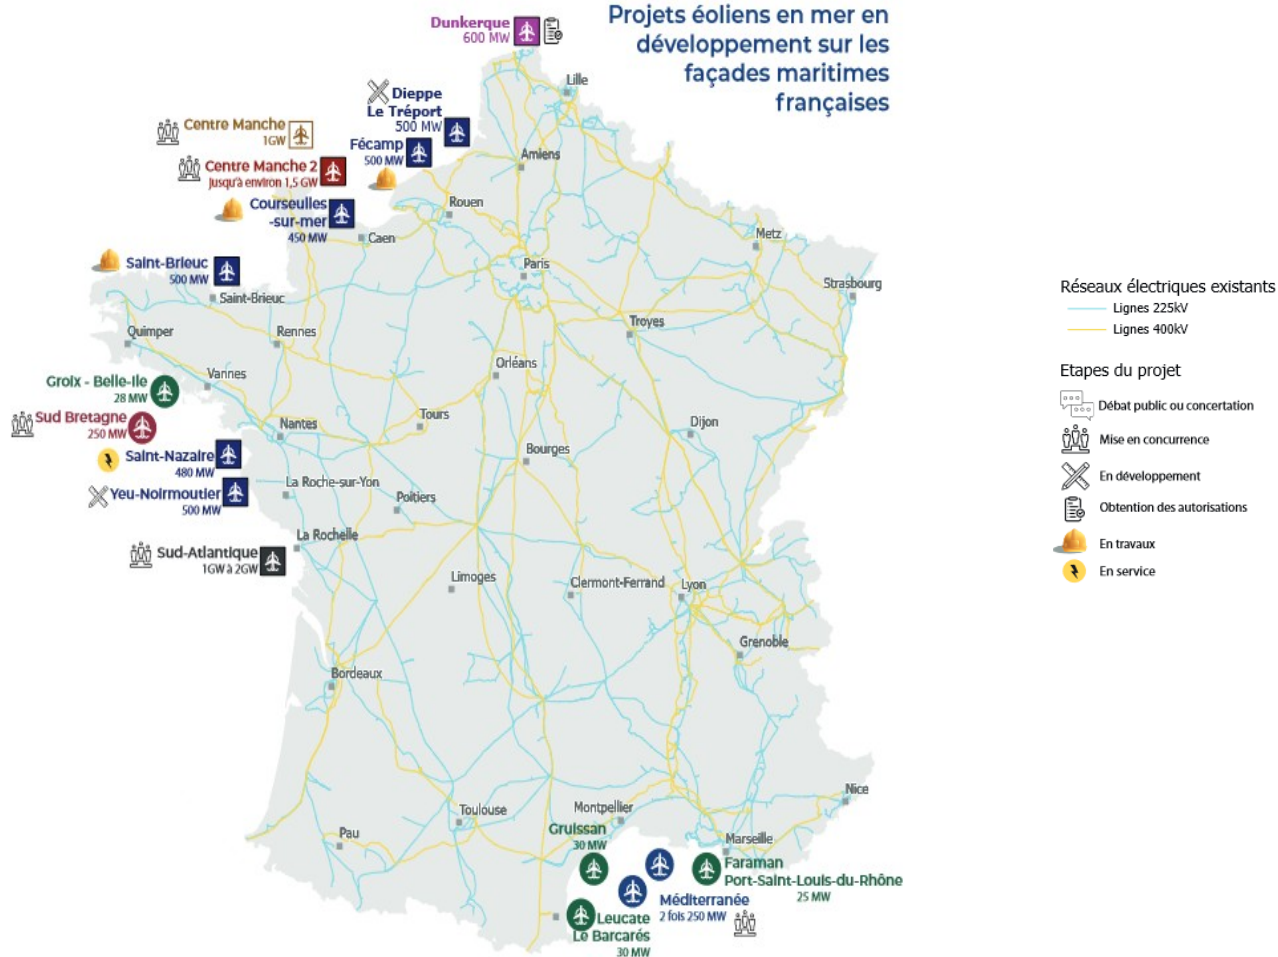 Projets éoliens en mer en
développement sur les
façades maritimes
françaises
Dunkerque
600 MW
Lille
Dieppe
Le Tréport
500 MW
Centre Manche
1GW
Fécamp
500 MW
Amiens
Centre Manche 2
Jusqu'à environ 1,5 GW
Courseulles
-sur-mer
450 MW
Rouen
Caen
Metz
Paris
Strasbourg
Saint-Brieuc
500 MW
Saint-Brieuc
Quimper
Rennes
Troyes
Orléans
Vannes
Groix - Belle-Ile
28 MW
Sud Bretagne
250 MW
Nantes
Tours
Dijon
Bourges
Saint-Nazaire
480 MW
Yeu-Noirmoutier
500 MW
La Roche-sur-Yon
Poitiers
La Rochelle
Sud-Atlantique
1GW à 2GW
Limoges
Clermont-Ferrand
Lyon
Grenoble
Bordeaux
Nice
Toulouse
Montpellier
Pau
Marseille
Gruissan
30 MW
Faraman
Port-Saint-Louis-du-Rhône
25 MW
Méditerranée
2 fois 250 MW
Leucate
Le Barcarés
30 MW
Réseaux électriques existants
Lignes 225kV
Lignes 400kV
Etapes du projet
Débat public ou concertation
Mise en concurrence
En développement
Obtention des autorisations
En travaux
En service